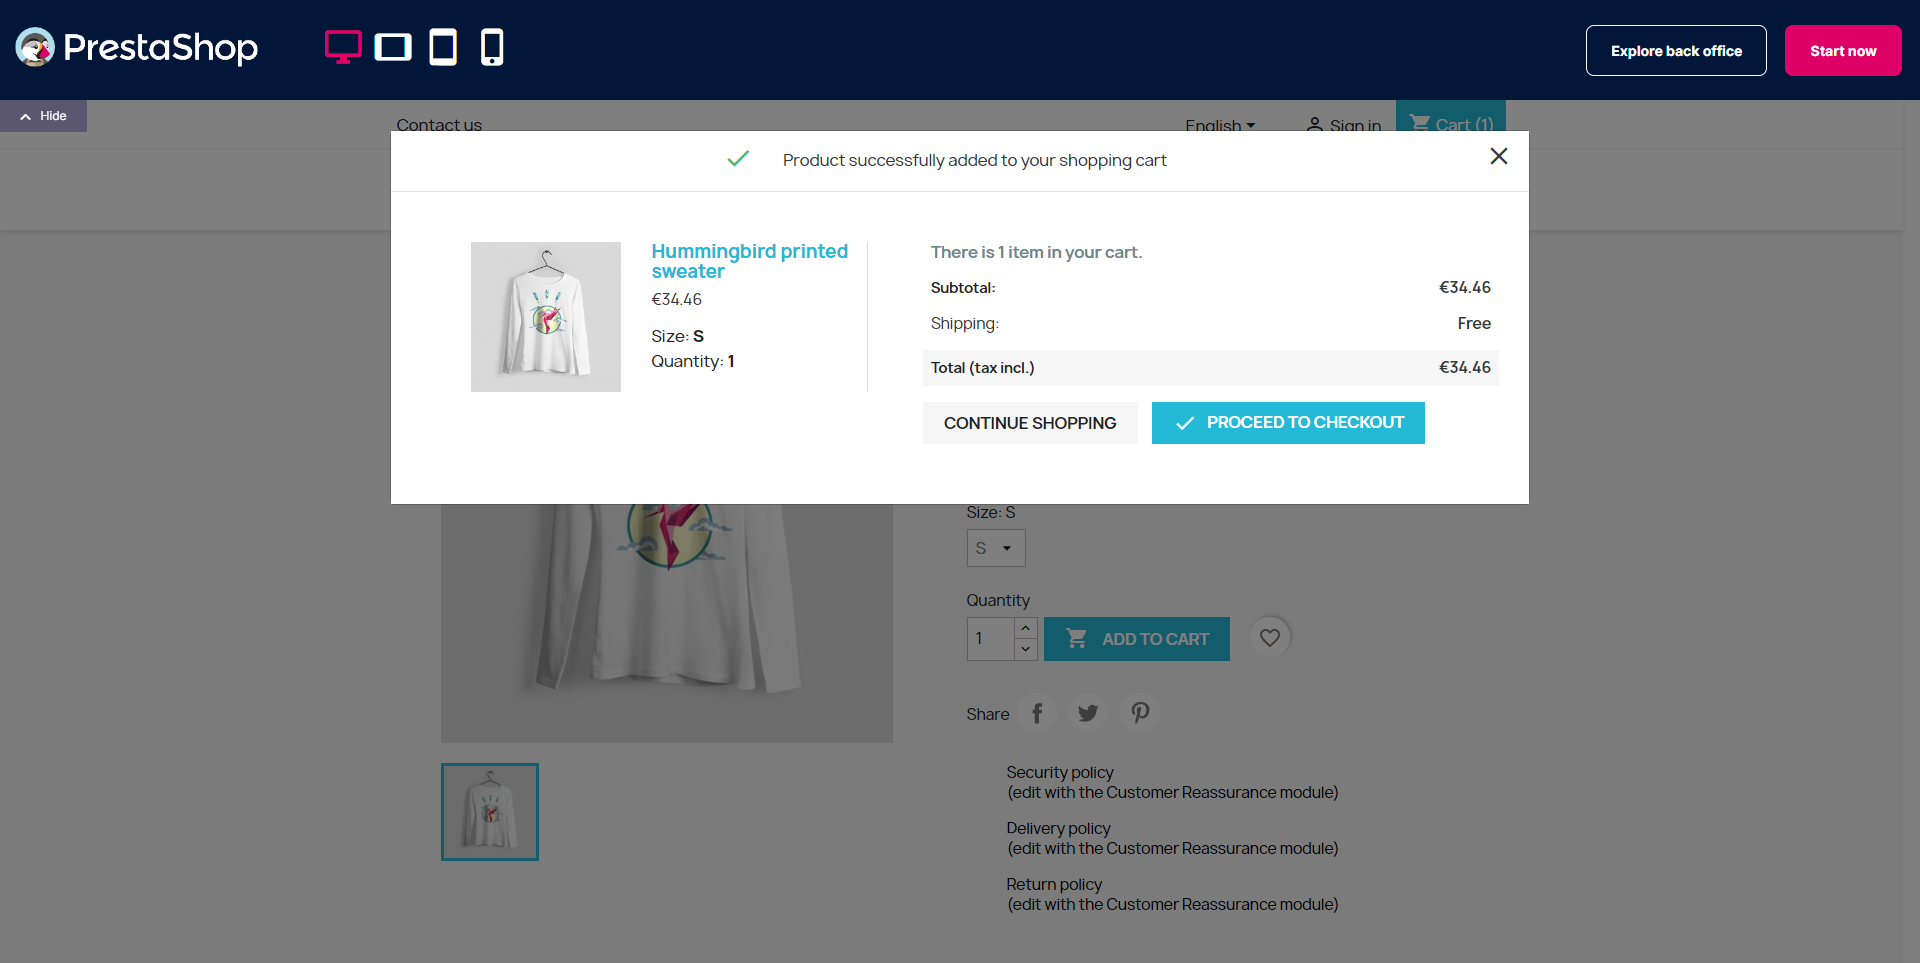 PrestaShop
Explore back office
Start now
Hide
Contact us
English
Sign in
Cart (1)
Product successfully added to your shopping cart
Hummingbird printed
sweater
€34.46
Size: S
Quantity: 1
There is 1 item in your cart.
Subtotal: €34.46
Shipping: Free
Total (tax incl.) €34.46
CONTINUE SHOPPING
PROCEED TO CHECKOUT
Size: S
S
Quantity
1
ADD TO CART
Share
Security policy
(edit with the Customer Reassurance module)
Delivery policy
(edit with the Customer Reassurance module)
Return policy
(edit with the Customer Reassurance module)